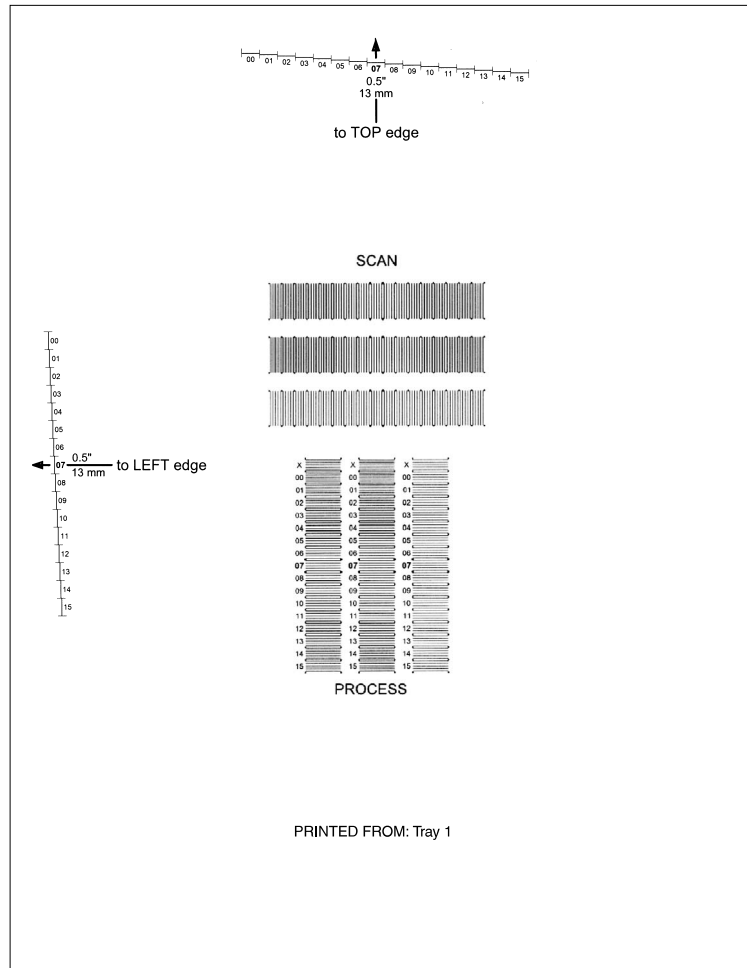 00 01 02 03 04 05 06 07 08 09 10 11 12 13 14 15
0.5"
13 mm
to TOP edge
SCAN
00
01
02
03
04
05
06
07 0.5" to LEFT edge
13 mm
08
09
10
11
12
13
14
15
X X X
00 00 00
01 01 01
02 02 02
03 03 03
04 04 04
05 05 05
06 06 06
07 07 07
08 08 08
09 09 09
10 10 10
11 11 11
12 12 12
13 13 13
14 14 14
15 15 15
PROCESS
PRINTED FROM: Tray 1